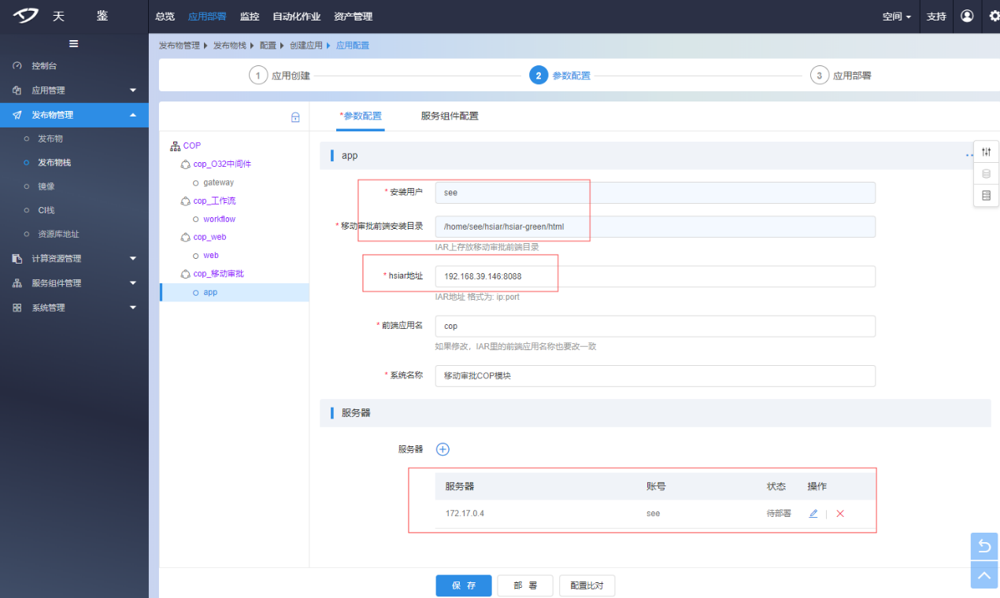 天 鉴
总览 应用部署 监控 自动化作业 资产管理 空间 支持
控制台
应用管理
发布物管理
发布物
发布物栈
镜像
CI栈
资源库地址
计算资源管理
服务组件管理
系统管理
发布物管理 发布物栈 配置 创建应用 应用配置
1 应用创建 2 参数配置 3 应用部署
COP
cop_O32中间件
gateway
cop_工作流
workflow
cop_web
web
cop_移动审批
app
*参数配置 服务组件配置
app
* 安装用户 see
* 移动审批前端安装目录 /home/see/hsiar/hsiar-green/html
IAR上存放移动审批前端目录
* hsiar地址 192.168.39.146:8088
IAR地址 格式为: ip:port
* 前端应用名 cop
如果修改，IAR里的前端应用名称也要改一致
* 系统名称 移动审批COP模块
服务器
服务器
服务器 账号 状态 操作
172.17.0.4 see 待部署
保 存 部 署 配置比对